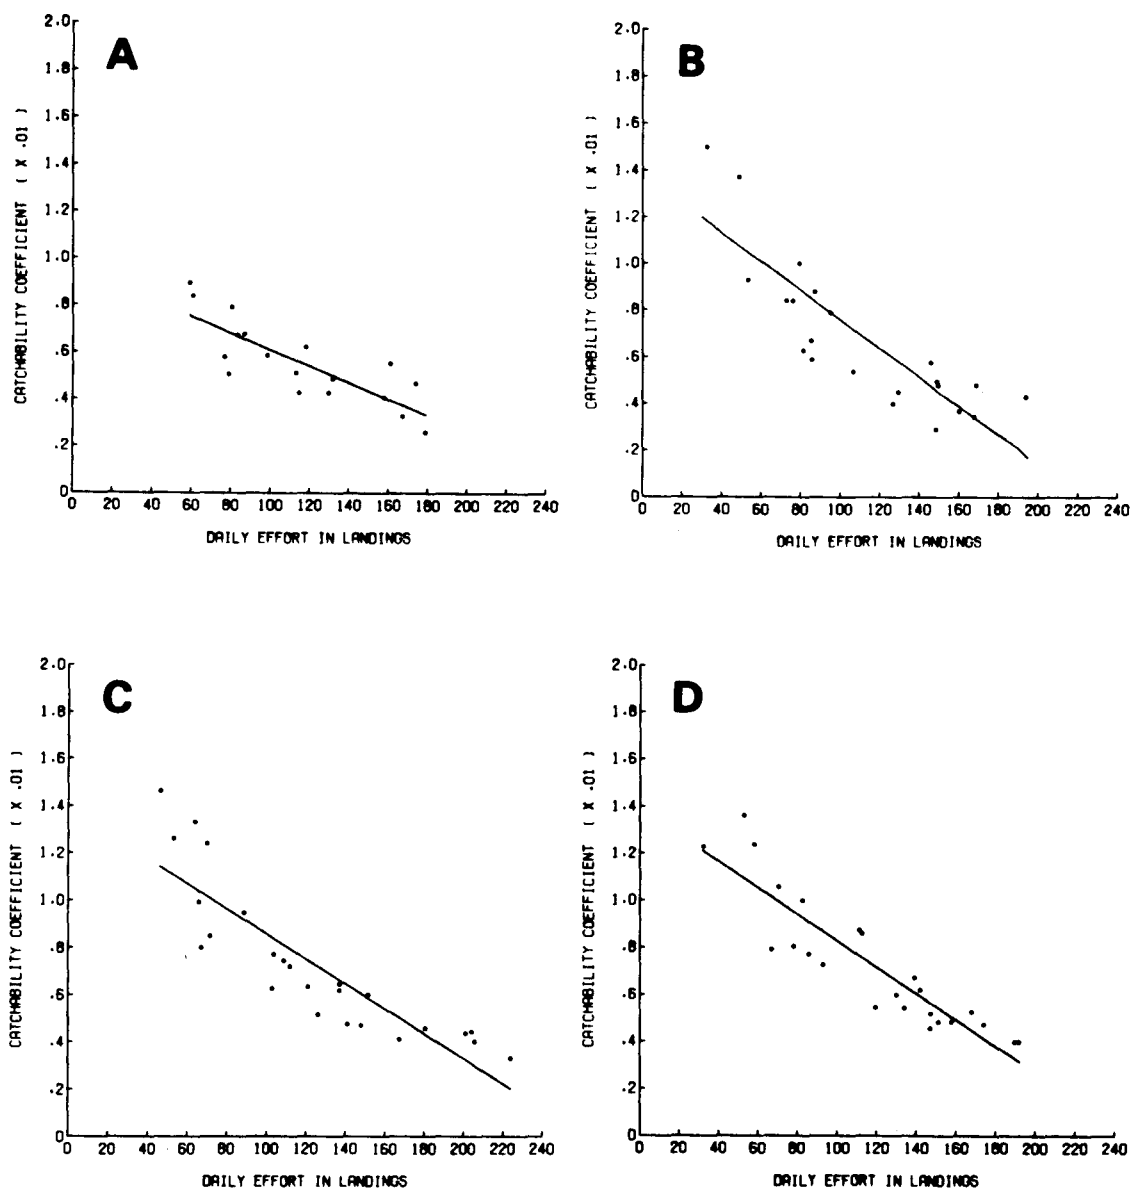 A
2.0
1.8
1.6
1.4
1.2
1.0
.8
.6
.4
.2
0
CATCHABILITY COEFFICIENT ( X .01 )
0 20 40 60 80 100 120 140 160 180 200 220 240
DAILY EFFORT IN LANDINGS
B
2.0
1.8
1.6
1.4
1.2
1.0
.8
.6
.4
.2
0
CATCHABILITY COEFFICIENT ( X .01 )
0 20 40 60 80 100 120 140 160 180 200 220 240
DAILY EFFORT IN LANDINGS
C
2.0
1.8
1.6
1.4
1.2
1.0
.8
.6
.4
.2
0
CATCHABILITY COEFFICIENT ( X .01 )
0 20 40 60 80 100 120 140 160 180 200 220 240
DAILY EFFORT IN LANDINGS
D
2.0
1.8
1.6
1.4
1.2
1.0
.8
.6
.4
.2
0
CATCHABILITY COEFFICIENT ( X .01 )
0 20 40 60 80 100 120 140 160 180 200 220 240
DAILY EFFORT IN LANDINGS